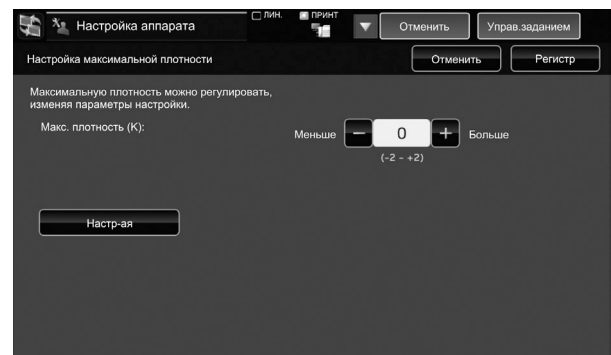 Настройка аппарата
ЛИН.
ПРИНТ
Отменить
Управ.заданием
Настройка максимальной плотности
Отменить
Регистр
Максимальную плотность можно регулировать,
изменяя параметры настройки.
Макс. плотность (K):
Меньше − 0 + Больше
(-2 - +2)
Настр-ая